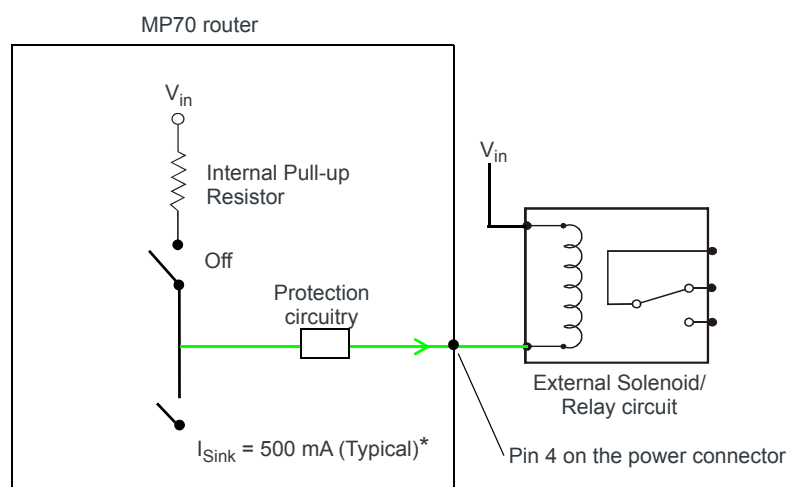 MP70 router
Vin
Internal Pull-up
Resistor
Off
Protection
circuitry
ISink = 500 mA (Typical)*
Vin
External Solenoid/
Relay circuit
Pin 4 on the power connector